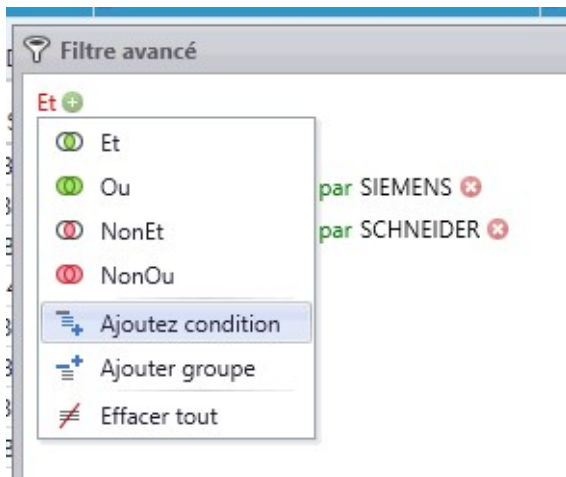 Filtre avancé
Et
Et
Ou
par SIEMENS
NonEt
par SCHNEIDER
NonOu
Ajoutez condition
Ajouter groupe
Effacer tout